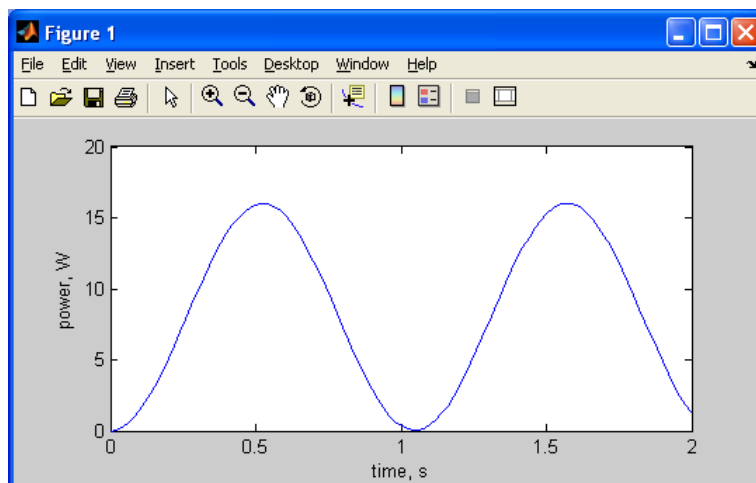 Figure 1
File Edit View Insert Tools Desktop Window Help
20
15
10
5
0
power, W
0 0.5 1 1.5 2
time, s